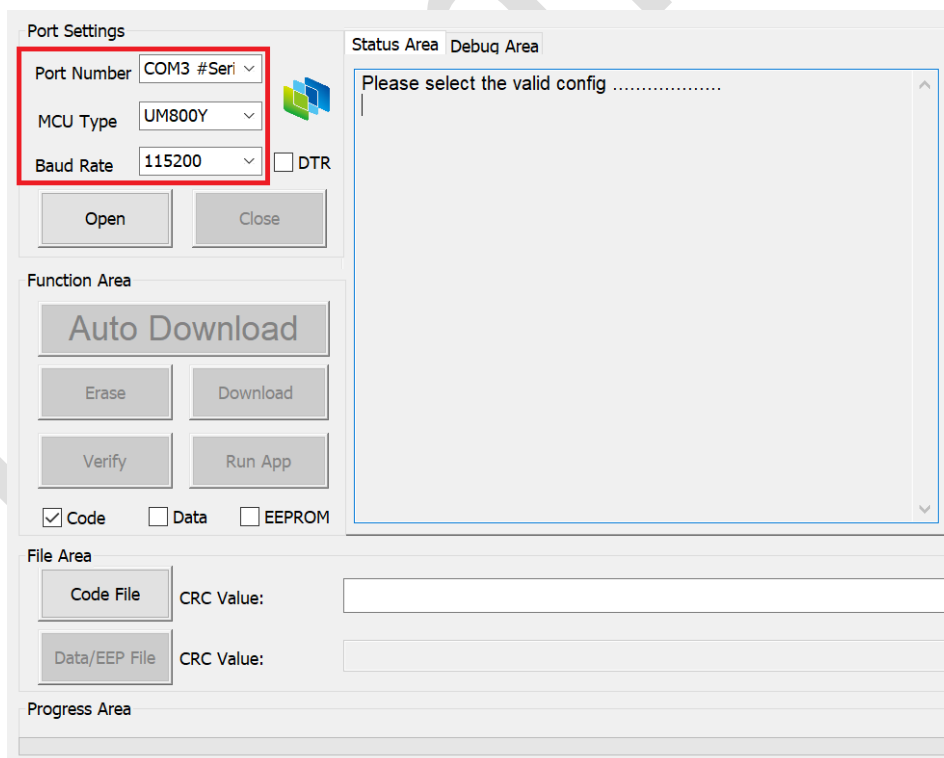 Port Settings
Port Number COM3 #Seri
MCU Type UM800Y
Baud Rate 115200 DTR
Open Close
Function Area
Auto Download
Erase Download
Verify Run App
Code Data EEPROM
Status Area Debug Area
Please select the valid config ...................
File Area
Code File CRC Value:
Data/EEP File CRC Value:
Progress Area